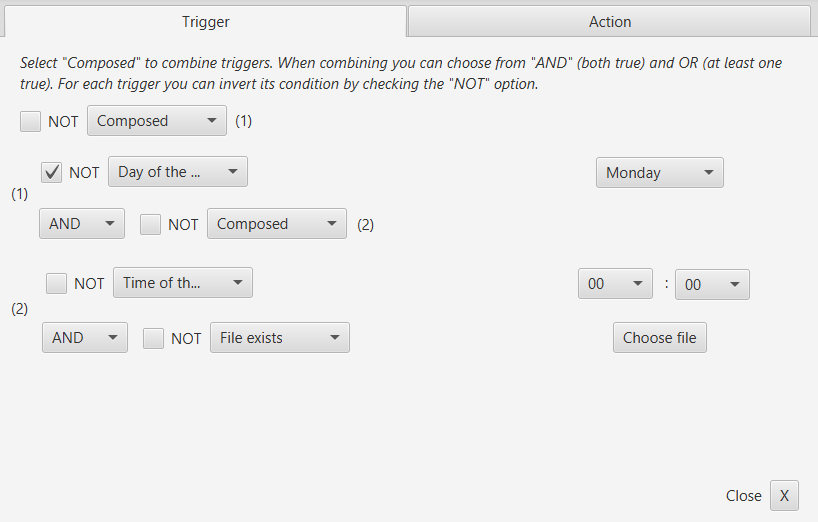 Trigger Action
Select "Composed" to combine triggers. When combining you can choose from "AND" (both true) and OR (at least one
true). For each trigger you can invert its condition by checking the "NOT" option.
NOT Composed (1)
NOT Day of the ... Monday
(1)
AND NOT Composed (2)
NOT Time of th... 00 : 00
(2)
AND NOT File exists Choose file
Close X